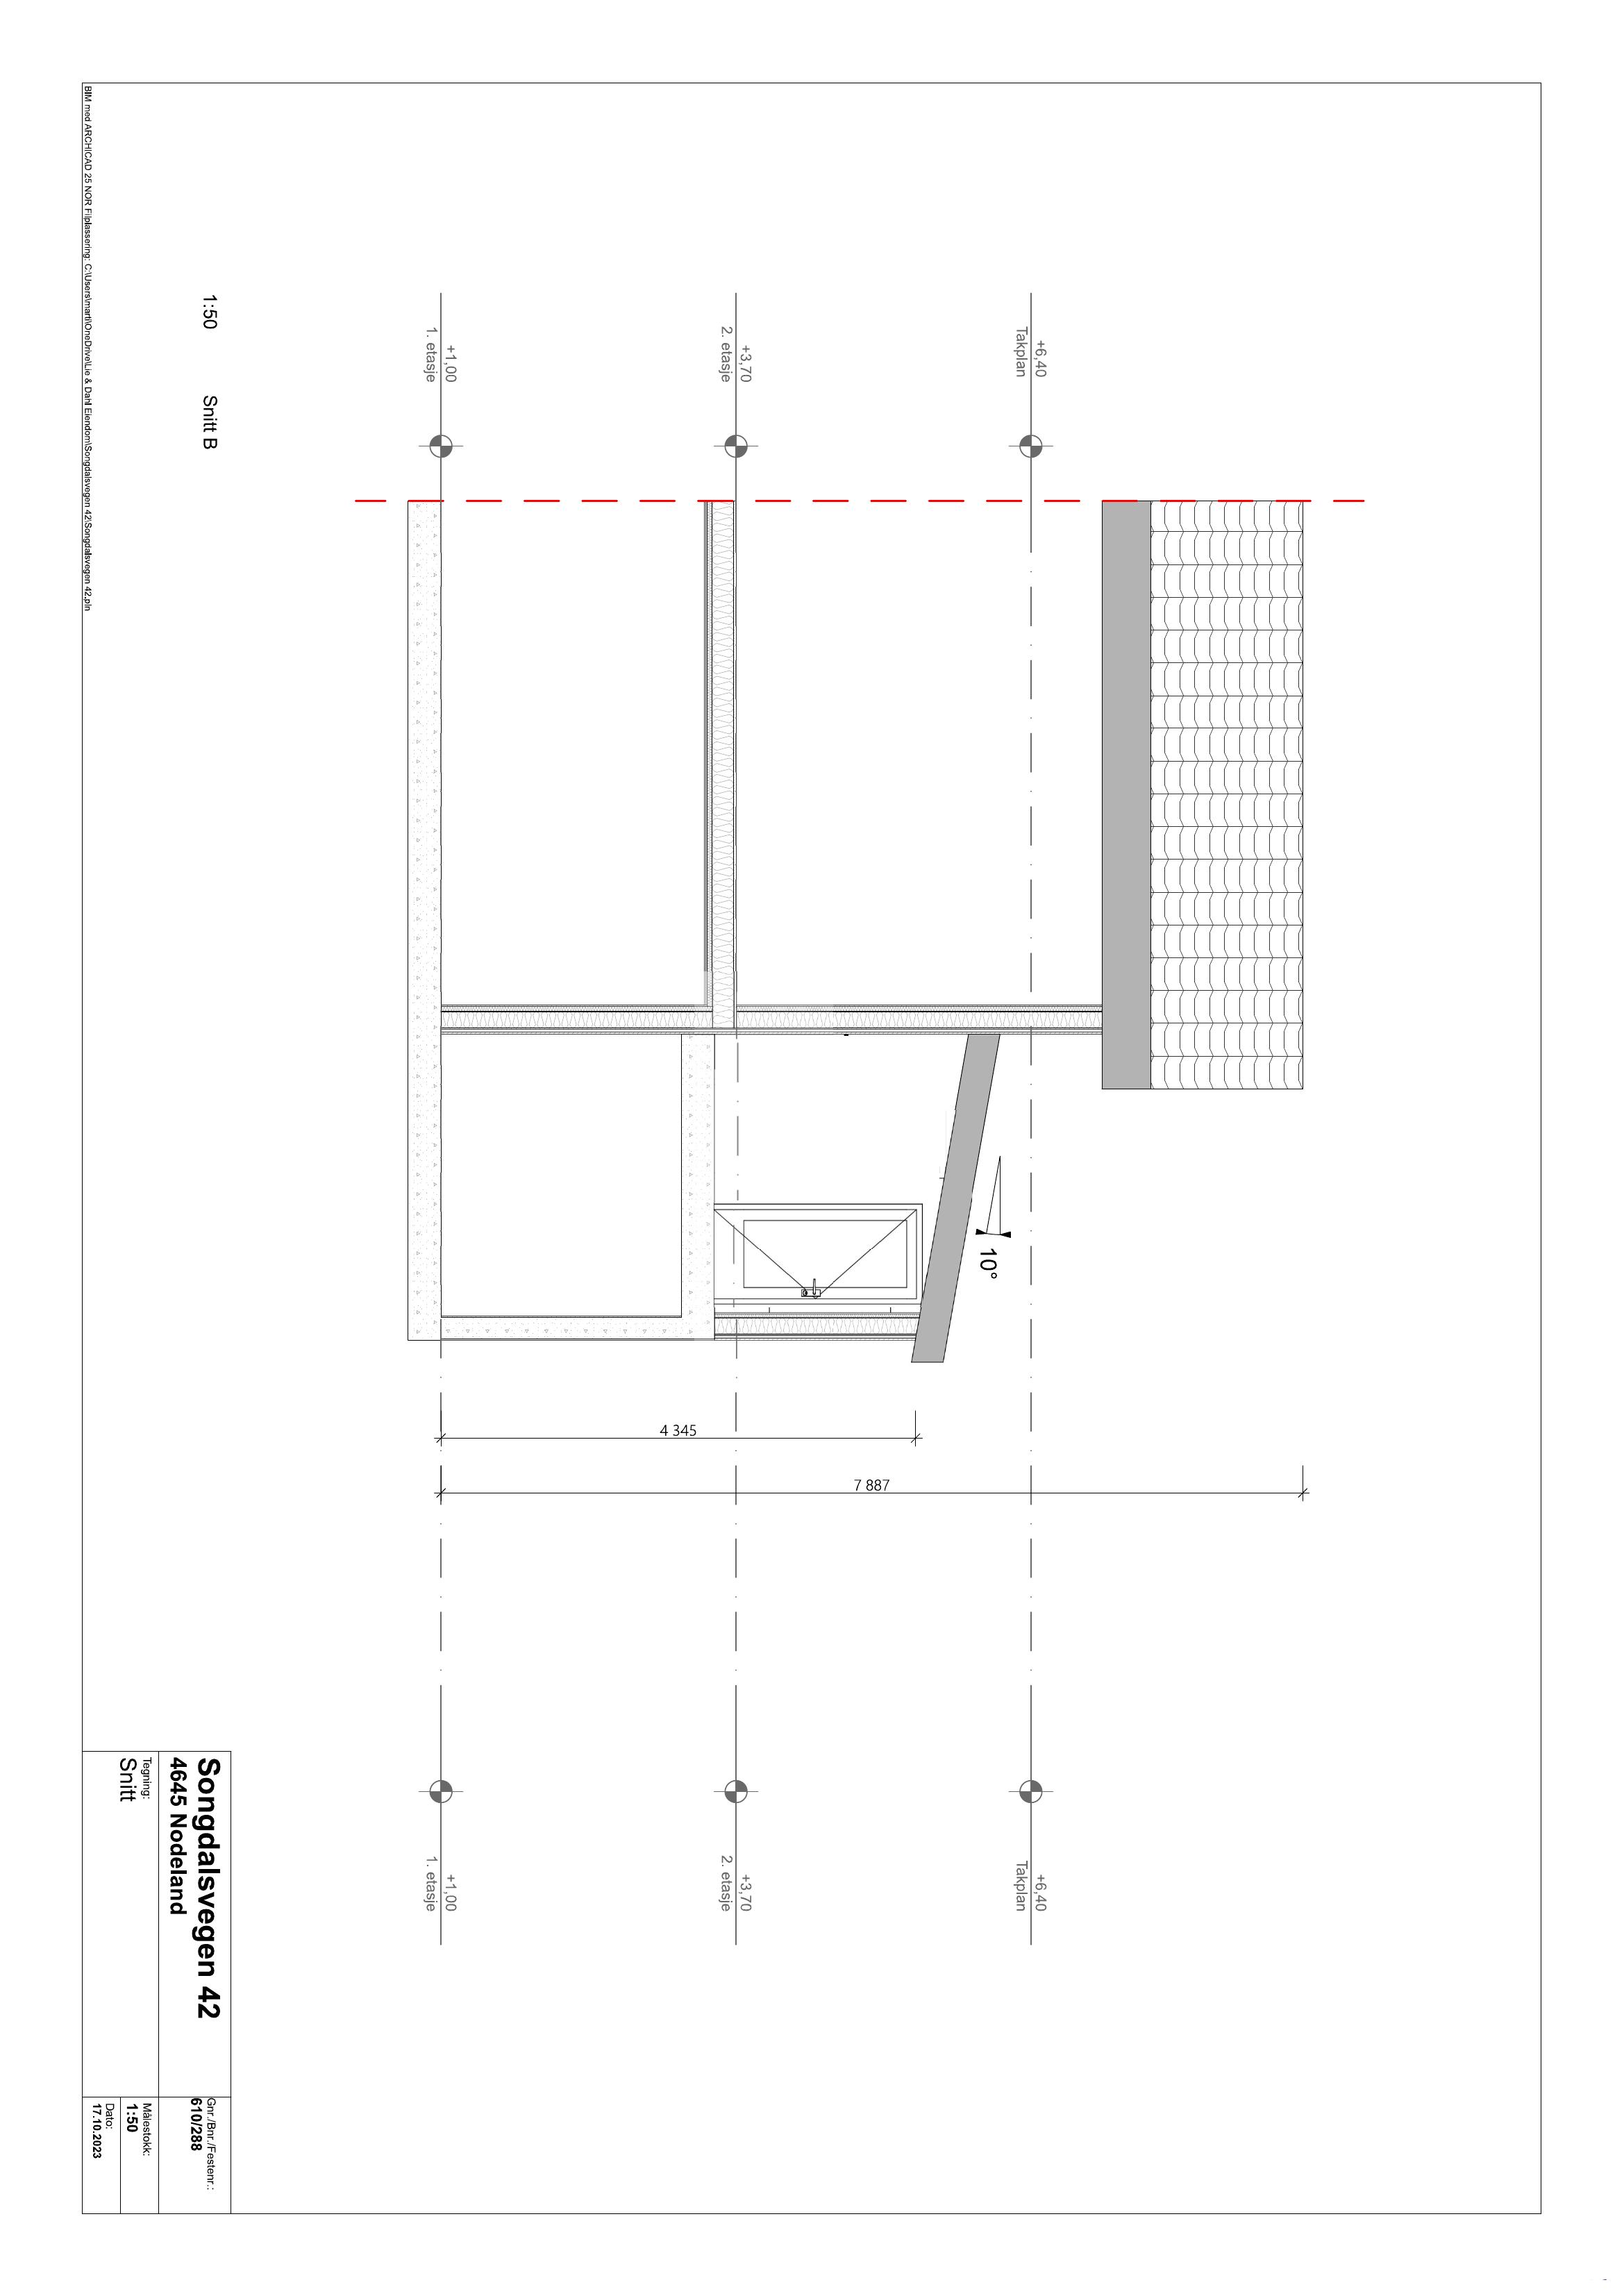 +6,40
Takplan
+6,40
Takplan
10°
+3,70
2. etasje
+3,70
2. etasje
7 887
4 345
+1,00
1. etasje
+1,00
1. etasje
1:50 Snitt B
Songdalsvegen 42
4645 Nodeland
Gnr./Bnr./Festenr.:
610/288
Tegning:
Snitt
Målestokk:
1:50
Dato:
17.10.2023
BIM med ARCHICAD 25 NOR Filplassering: C:\Users\marti\OneDrive\Lie & Dahl Eiendom\Songdalsvegen 42\Songdalsvegen 42.pln